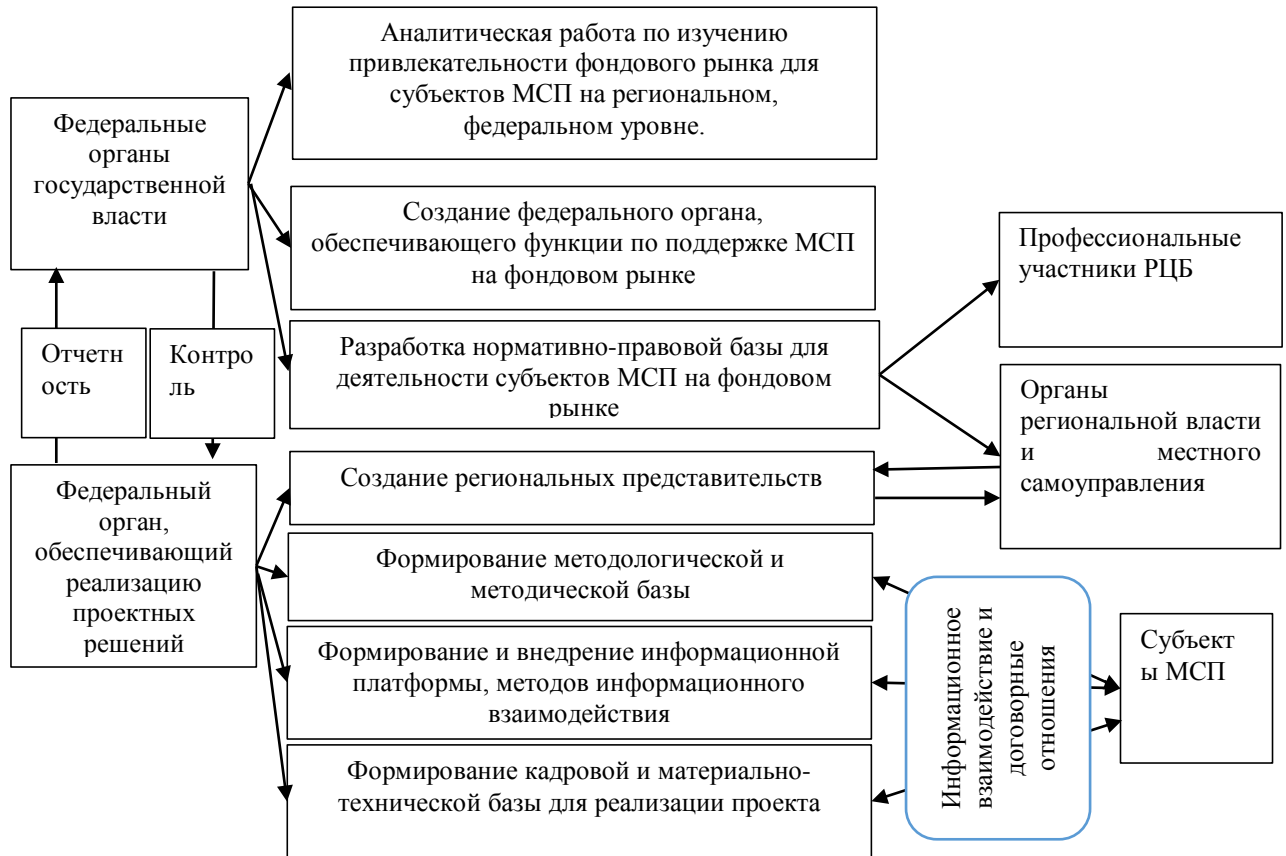 Аналитическая работа по изучению
привлекательности фондового рынка для
субъектов МСП на региональном,
федеральном уровне.
Федеральные
органы
государственной
власти
Создание федерального органа,
обеспечивающего функции по поддержке МСП
на фондовом рынке
Профессиональные
участники РЦБ
Отчетн
ость
Контро
ль
Разработка нормативно-правовой базы для
деятельности субъектов МСП на фондовом
рынке
Органы
региональной власти
и местного
самоуправления
Федеральный
орган,
обеспечивающий
реализацию
проектных
решений
Создание региональных представительств
Формирование методологической и
методической базы
Формирование и внедрение информационной
платформы, методов информационного
взаимодействия
Формирование кадровой и материально-
технической базы для реализации проекта
Информационное
взаимодействие и
договорные
отношения
Субъект
ы МСП